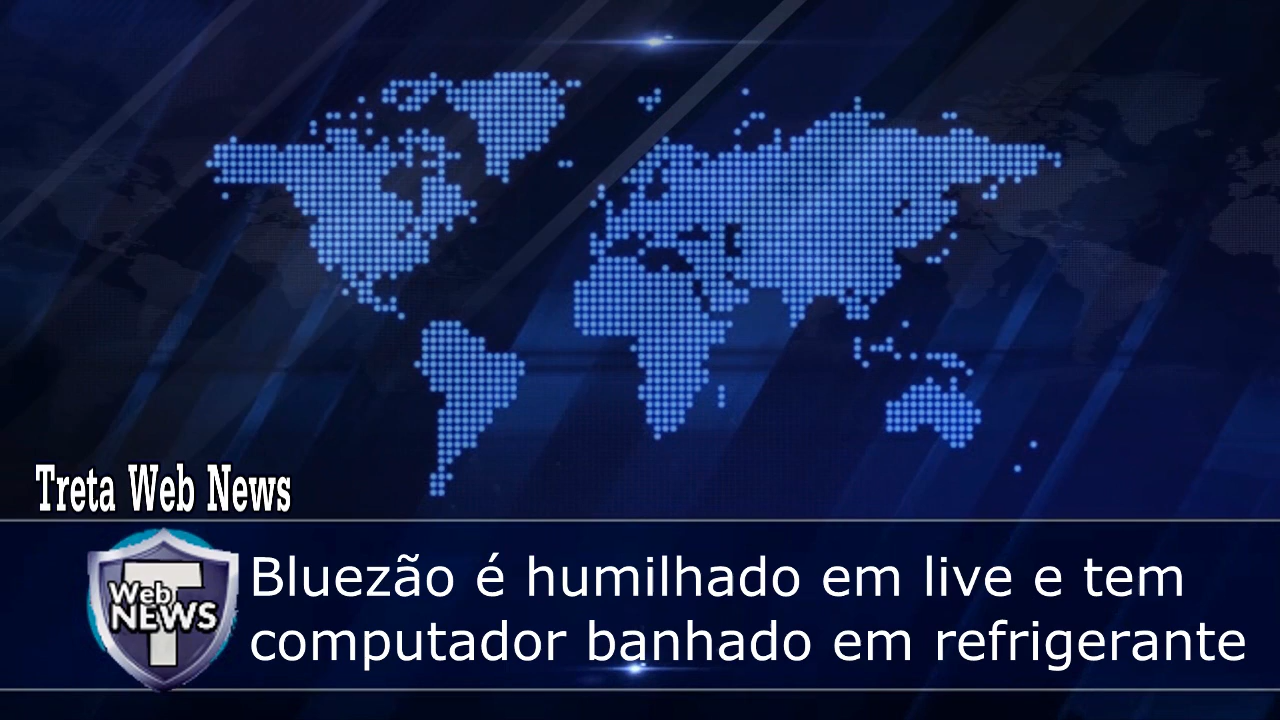 Treta Web News
Web
NEWS
T
Bluezão é humilhado em live e tem
computador banhado em refrigerante